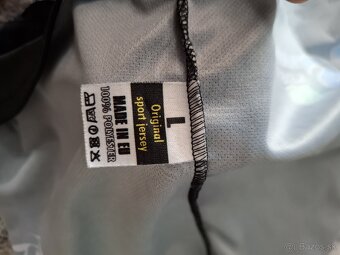 Original
sport jersey
L
MADE IN EU
100% POLYESTER